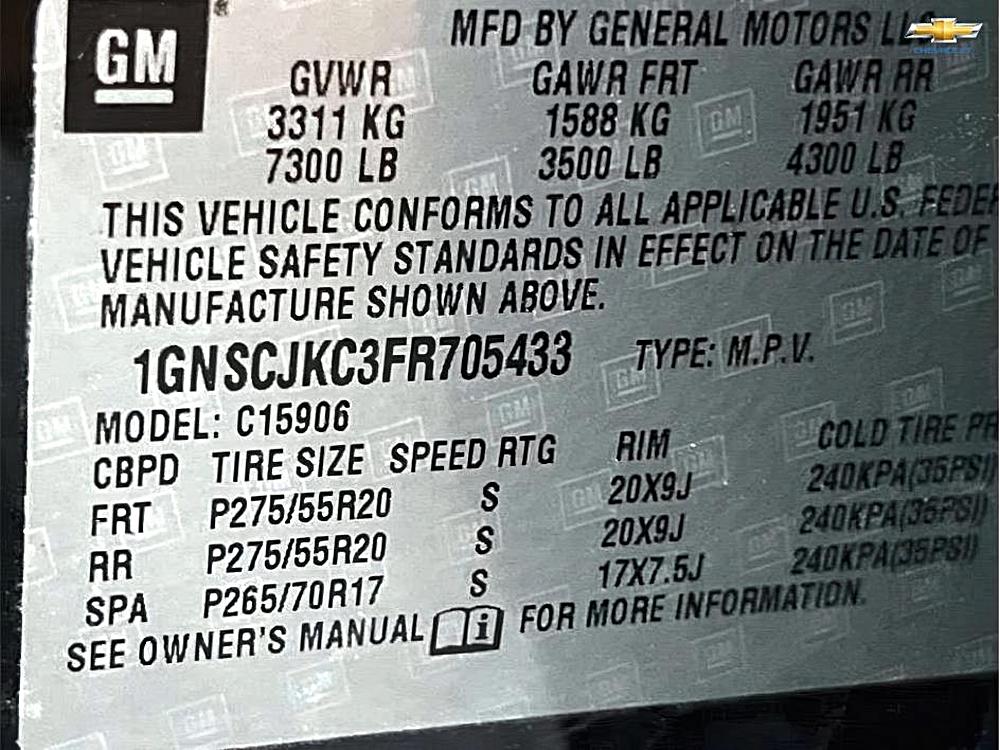 GM
MFD BY GENERAL MOTORS LLC
CHEVROLET
GVWR GAWR FRT GAWR RR
3311 KG 1588 KG 1951 KG
7300 LB 3500 LB 4300 LB
THIS VEHICLE CONFORMS TO ALL APPLICABLE U.S. FEDER
VEHICLE SAFETY STANDARDS IN EFFECT ON THE DATE OF
MANUFACTURE SHOWN ABOVE.
1GNSCJKC3FR705433 TYPE: M.P.V.
MODEL: C15906
CBPD TIRE SIZE SPEED RTG RIM COLD TIRE PR
FRT P275/55R20 S 20X9J 240KPA(35PSI)
RR P275/55R20 S 20X9J 240KPA(35PSI)
SPA P265/70R17 S 17X7.5J 240KPA(35PSI)
SEE OWNER'S MANUAL i FOR MORE INFORMATION.